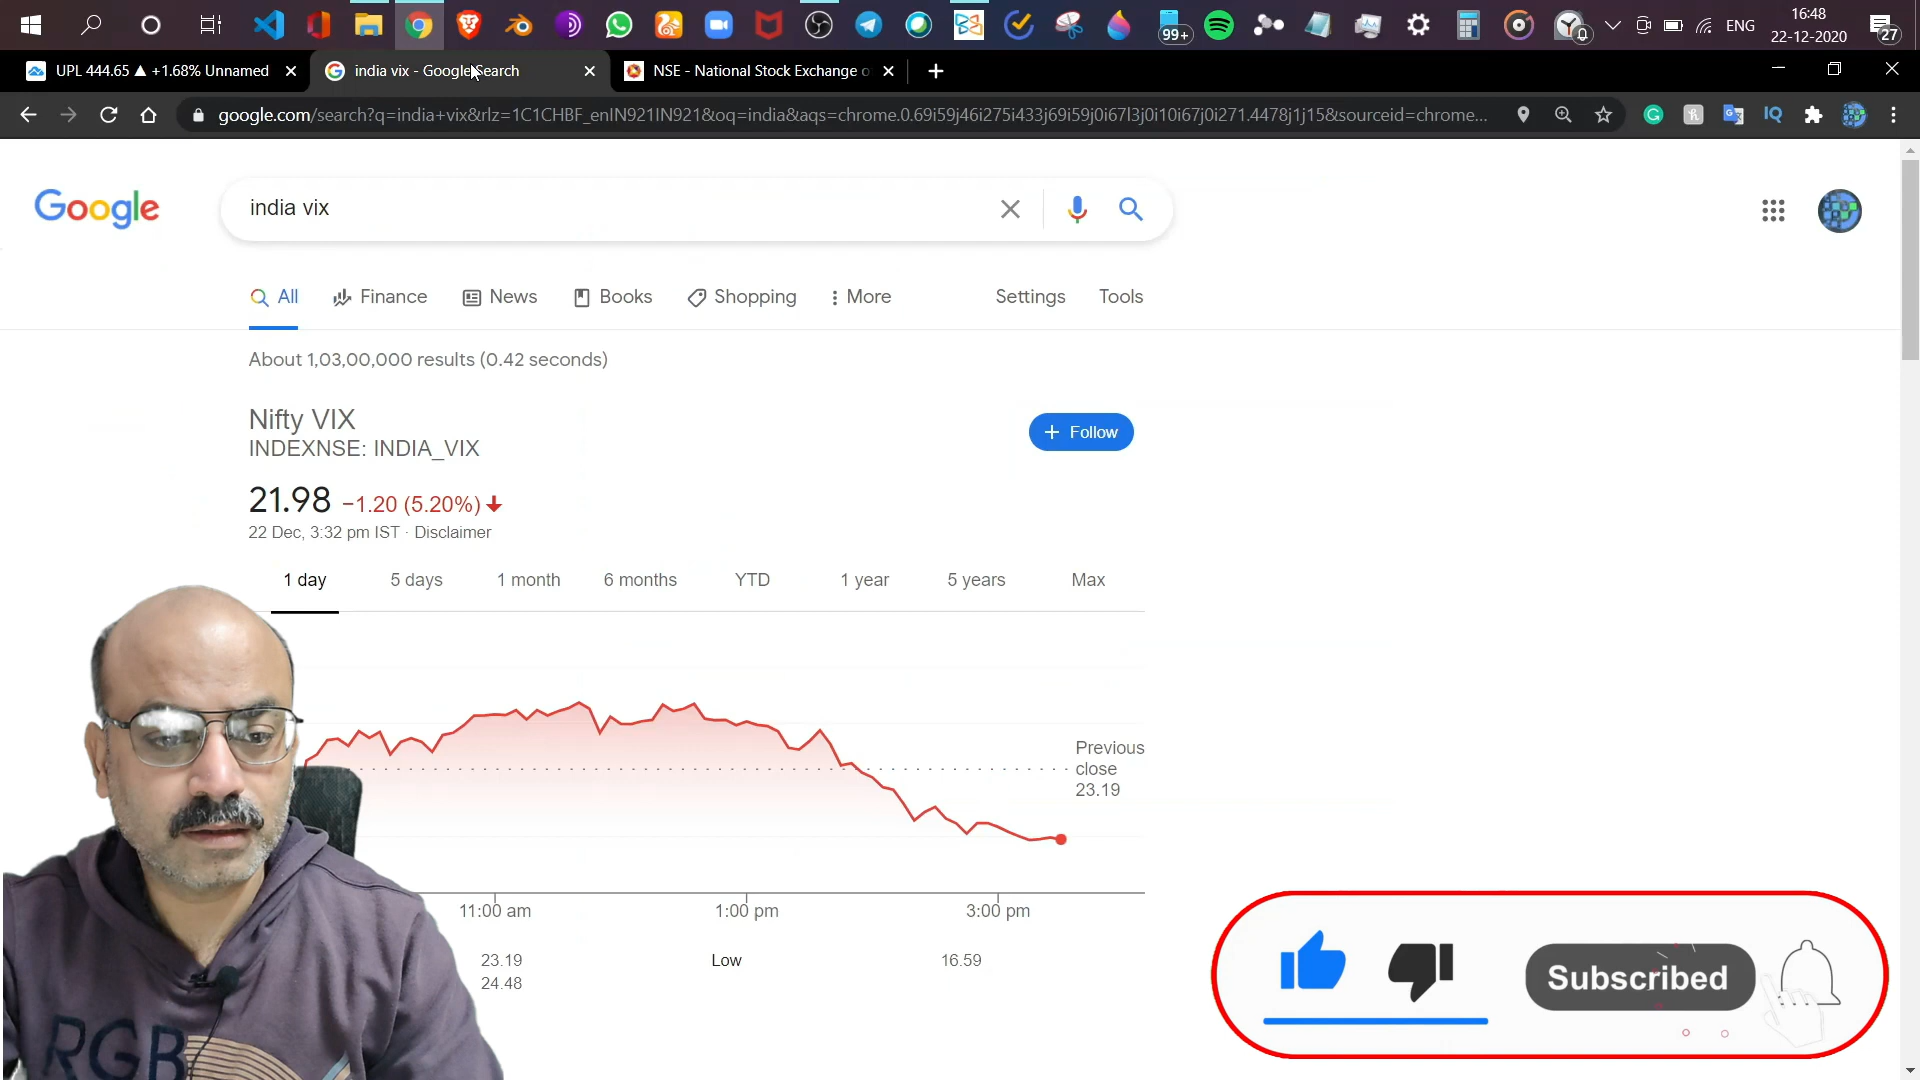 99+
ENG
16:48
22-12-2020
27
UPL 444.65 ▲ +1.68% Unnamed
india vix - Google Search
NSE - National Stock Exchange o
google.com/search?q=india+vix&rlz=1C1CHBF_enIN921IN921&oq=india&aqs=chrome.0.69i59j46i275i433j69i59j0i67l3j0i10i67j0i271.4478j1j15&sourceid=chrome...
IQ
Google
india vix
All
Finance
News
Books
Shopping
More
Settings
Tools
About 1,03,00,000 results (0.42 seconds)
Nifty VIX
INDEXNSE: INDIA_VIX
+ Follow
21.98 −1.20 (5.20%)
22 Dec, 3:32 pm IST · Disclaimer
1 day
5 days
1 month
6 months
YTD
1 year
5 years
Max
Previous
close
23.19
11:00 am
1:00 pm
3:00 pm
23.19
Low
16.59
24.48
Subscribed
RGB